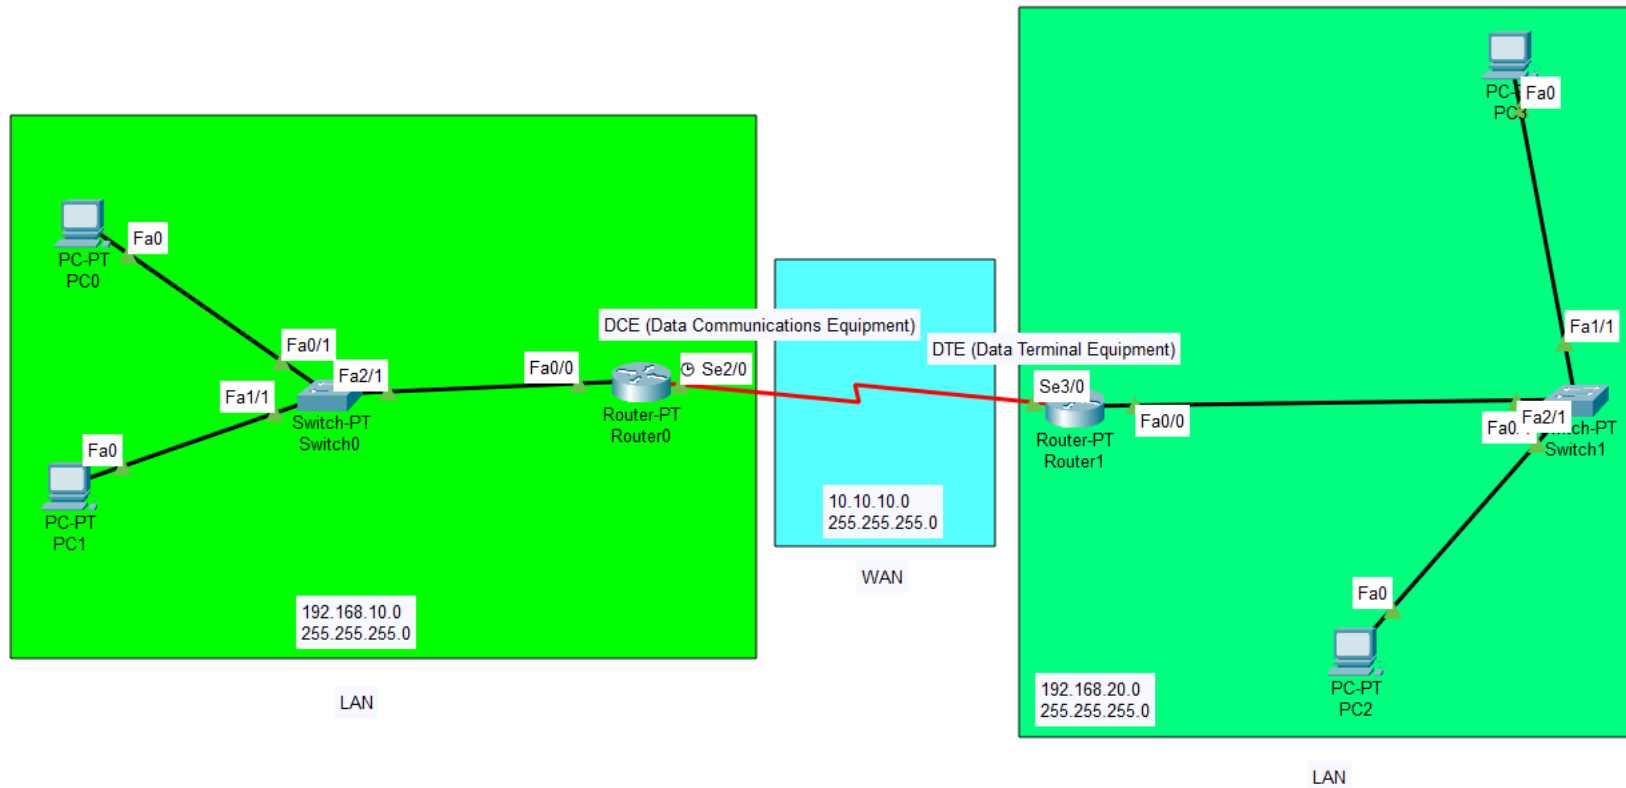 PC-PT
PC0
Fa0
Fa0/1
Fa2/1
Fa1/1
Switch-PT
Switch0
Fa0
PC-PT
PC1
Fa0/0
Router-PT
Router0
Se2/0
192.168.10.0
255.255.255.0
LAN
DCE (Data Communications Equipment)
DTE (Data Terminal Equipment)
10.10.10.0
255.255.255.0
WAN
Se3/0
Router-PT
Router1
Fa0/0
Fa0
Fa1/1
Fa2/1
Switch1
Fa0
PC-PT
PC2
192.168.20.0
255.255.255.0
LAN